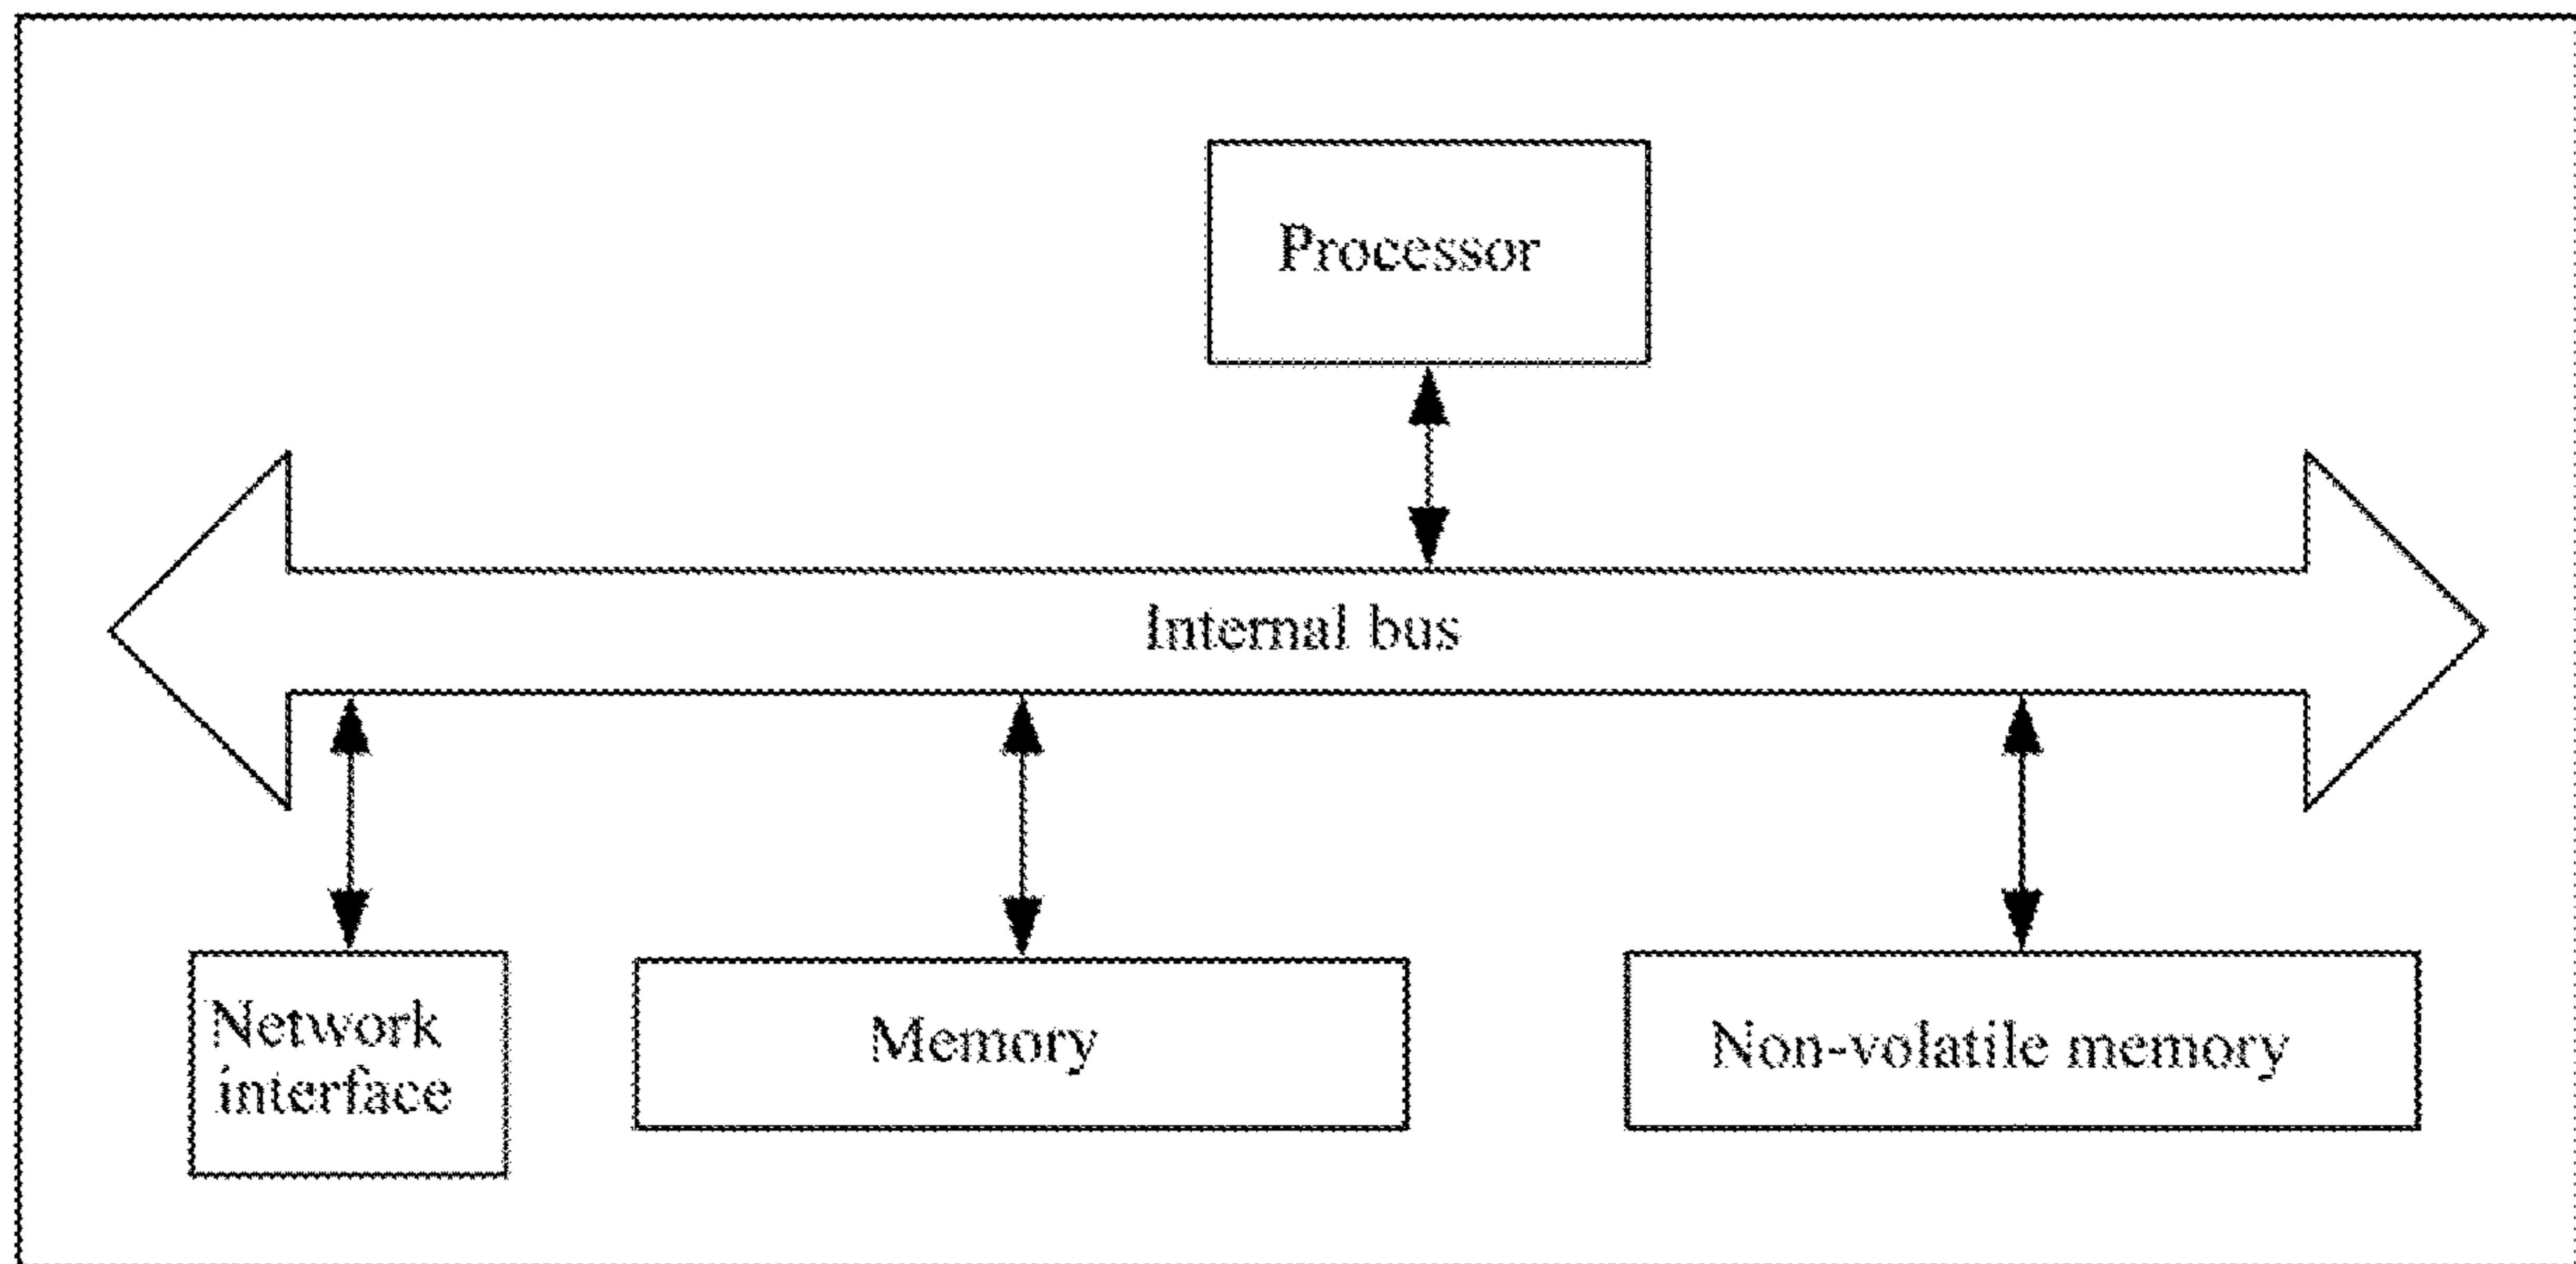 Processor
Internal bus
Network
interface
Memory
Non-volatile memory